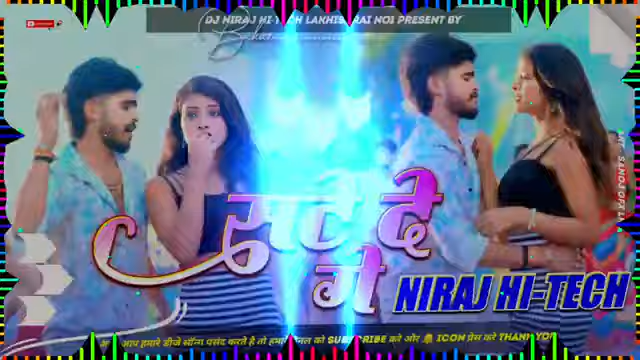 DJ NIRAJ HI-TECH LAKHISARAI NO1 PRESENT BY
सटे दे
गे
NIRAJ HI-TECH
आप हमारे डीजे सॉन्ग पसंद करते है तो हमारे चैनल को SUBSCRIBE करे और ICON प्रेस करे THANK YOU